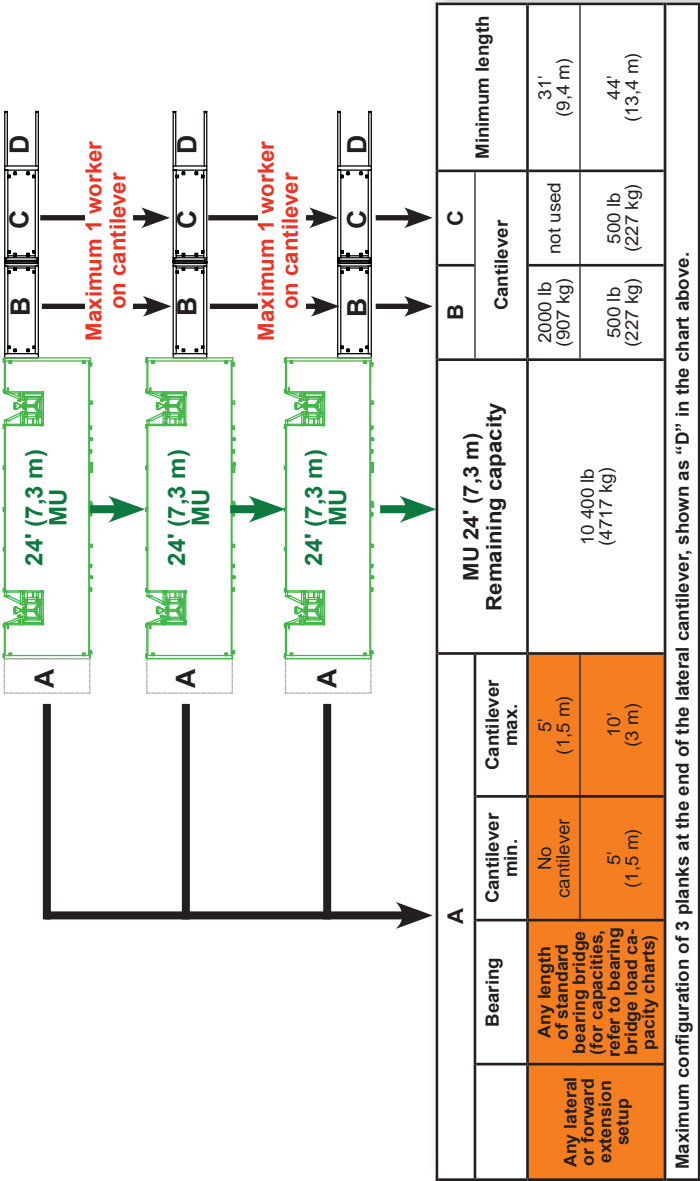 A
24' (7,3 m)
MU
B
C
D
Maximum 1 worker
on cantilever
A
24' (7,3 m)
MU
B
C
D
Maximum 1 worker
on cantilever
A
24' (7,3 m)
MU
B
C
D
A
MU 24' (7,3 m)
Remaining capacity
B
C
Minimum length
Bearing
Cantilever
min.
Cantilever
max.
Cantilever
Any lateral
or forward
extension
setup
Any length
of standard
bearing bridge
(for capacities,
refer to bearing
bridge load ca-
pacity charts)
No
cantilever
5'
(1,5 m)
10 400 lb
(4717 kg)
2000 lb
(907 kg)
not used
31'
(9,4 m)
5'
(1,5 m)
10'
(3 m)
500 lb
(227 kg)
500 lb
(227 kg)
44'
(13,4 m)
Maximum configuration of 3 planks at the end of the lateral cantilever, shown as “D” in the chart above.